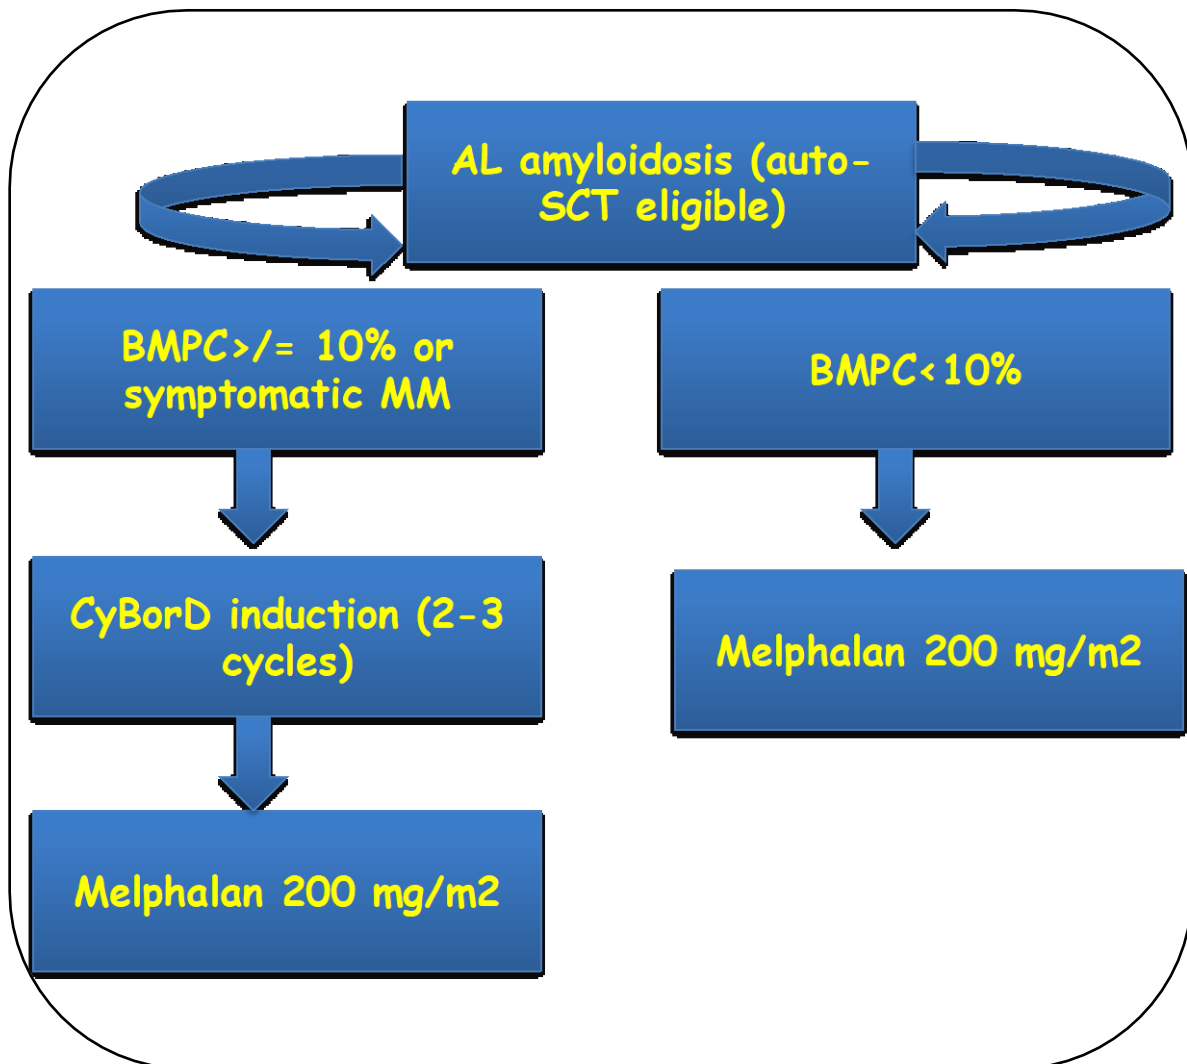 AL amyloidosis (auto-
SCT eligible)
BMPC>/= 10% or
symptomatic MM
BMPC<10%
CyBorD induction (2-3
cycles)
Melphalan 200 mg/m2
Melphalan 200 mg/m2